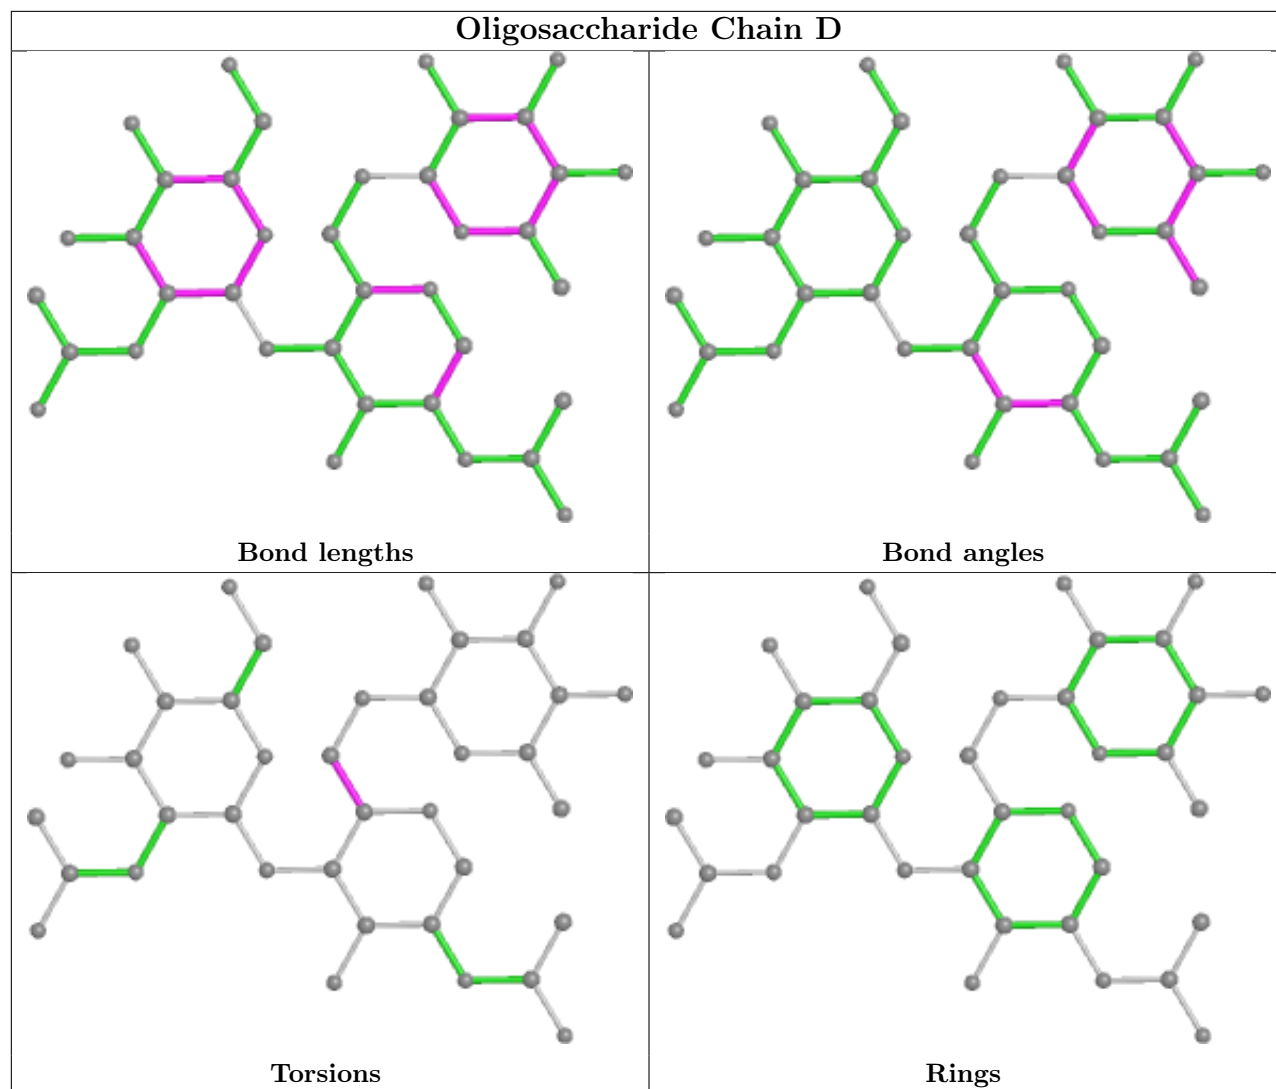 Oligosaccharide Chain D
Bond lengths
Bond angles
Torsions
Rings